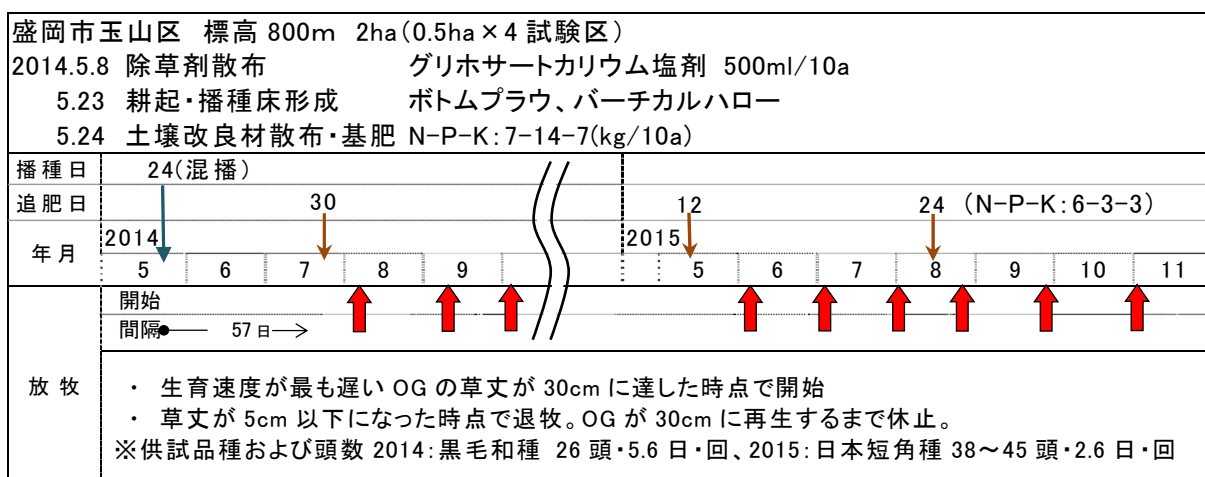 盛岡市玉山区 標高 800m 2ha(0.5ha×4 試験区)
2014.5.8 除草剤散布 グリホサートカリウム塩剤 500ml/10a
5.23 耕起・播種床形成 ボトムプラウ、バーチカルハロー
5.24 土壌改良材散布・基肥 N-P-K:7-14-7(kg/10a)
播種日 24(混播)
追肥日 30 12 24 (N-P-K:6-3-3)
年月 2014 2015
5 6 7 8 9 5 6 7 8 9 10 11
放牧 開始
間隔 57日
・ 生育速度が最も遅い OG の草丈が 30cm に達した時点で開始
・ 草丈が 5cm 以下になった時点で退牧。OG が 30cm に再生するまで休止。
※供試品種および頭数 2014:黒毛和種 26 頭・5.6 日・回、2015:日本短角種 38~45 頭・2.6 日・回